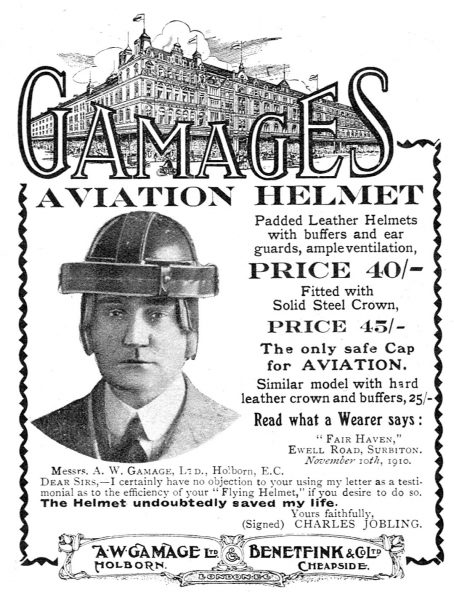 GAMAGES
AVIATION HELMET
Padded Leather Helmets
with buffers and ear
guards, ample ventilation,
PRICE 40/-
Fitted with
Solid Steel Crown,
PRICE 45/-
The only safe Cap
for AVIATION.
Similar model with hard
leather crown and buffers, 25/-
Read what a Wearer says:
"FAIR HAVEN,"
EWELL ROAD, SURBITON.
November 10th, 1910.
Messrs. A. W. GAMAGE, LTD., Holborn, E.C.
DEAR SIRS,—I certainly have no objection to your using my letter as a testi-
monial as to the efficiency of your "Flying Helmet," if you desire to do so.
The Helmet undoubtedly saved my life.
Yours faithfully,
(Signed) CHARLES JOBLING.
A.W. GAMAGE LTD & BENETFINK & CO LTD
HOLBORN. CHEAPSIDE.
LONDON E.C.